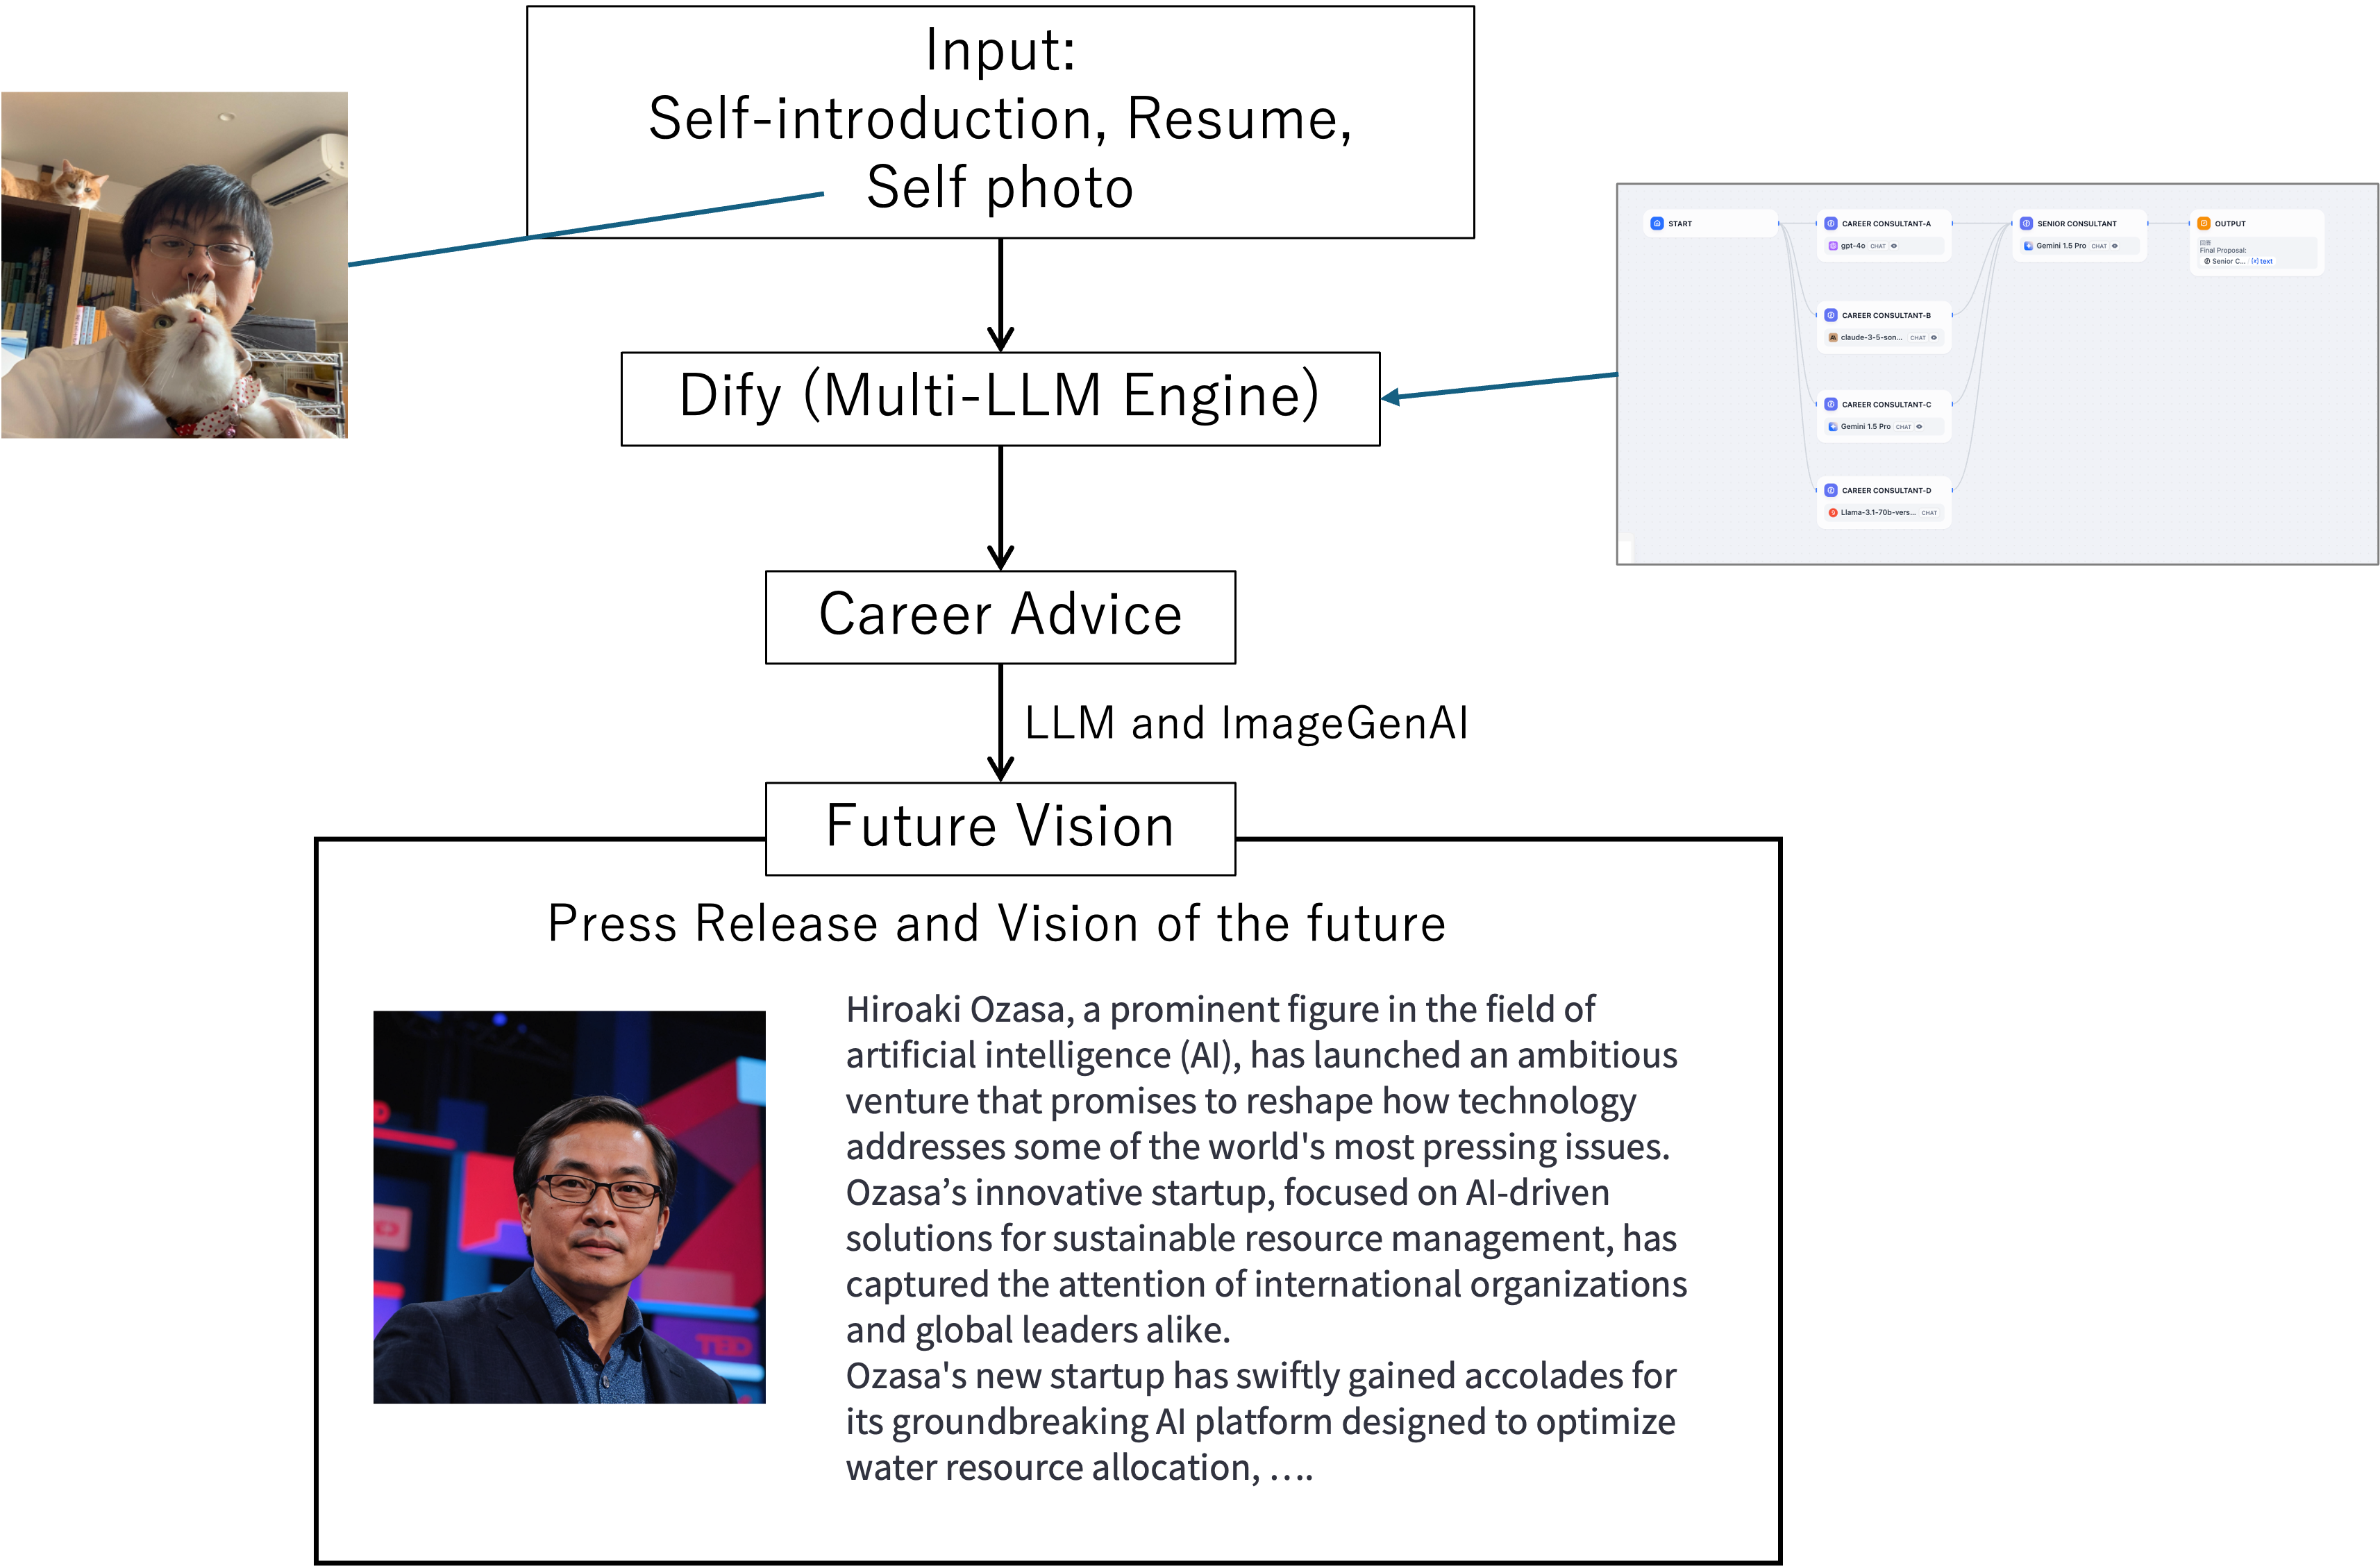 Input:
Self-introduction, Resume,
Self photo
Dify (Multi-LLM Engine)
START
CAREER CONSULTANT-A
gpt-4o CHAT
CAREER CONSULTANT-B
claude-3-5-son... CHAT
CAREER CONSULTANT-C
Gemini 1.5 Pro CHAT
CAREER CONSULTANT-D
Llama-3.1-70b-vers... CHAT
SENIOR CONSULTANT
Gemini 1.5 Pro CHAT
OUTPUT
回答
Final Proposal:
Senior C... {x} text
Career Advice
LLM and ImageGenAI
Future Vision
Press Release and Vision of the future
TED
Hiroaki Ozasa, a prominent figure in the field of
artificial intelligence (AI), has launched an ambitious
venture that promises to reshape how technology
addresses some of the world's most pressing issues.
Ozasa’s innovative startup, focused on AI-driven
solutions for sustainable resource management, has
captured the attention of international organizations
and global leaders alike.
Ozasa's new startup has swiftly gained accolades for
its groundbreaking AI platform designed to optimize
water resource allocation, ….